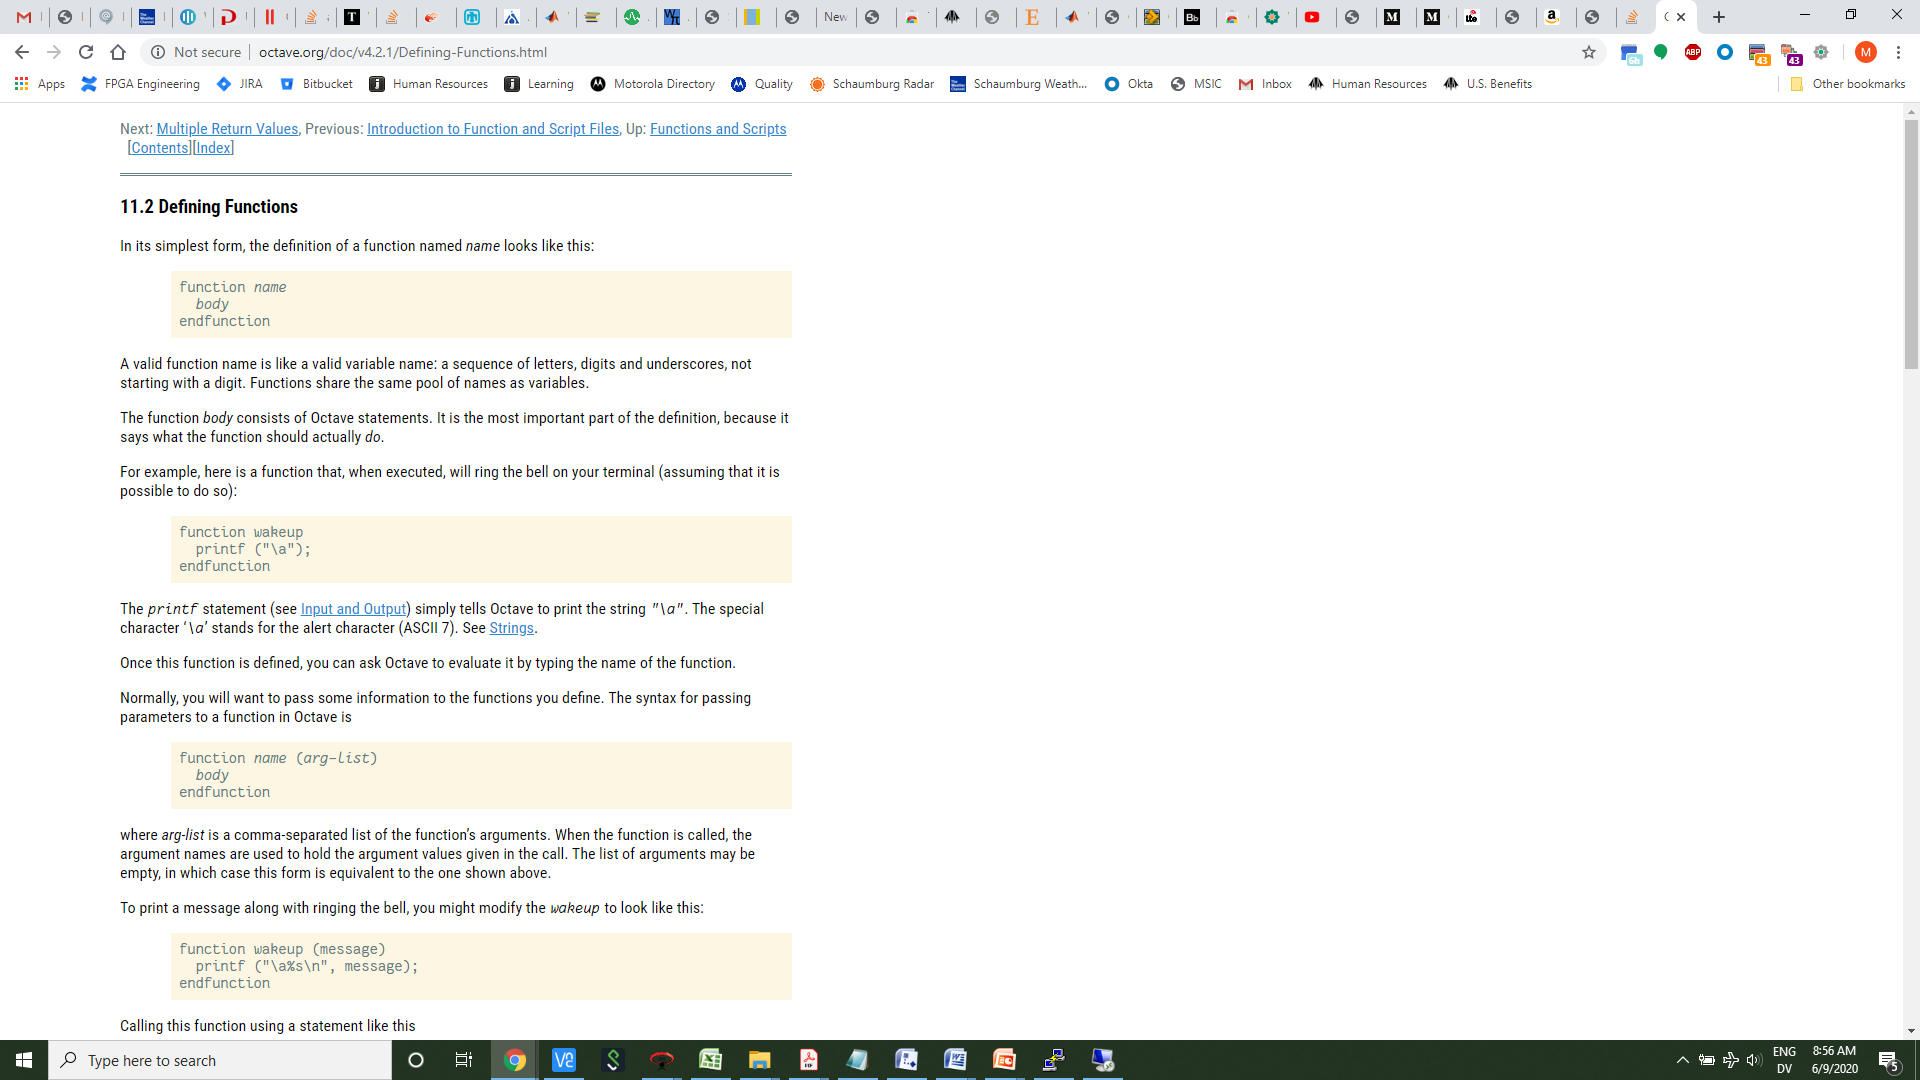 New
Not secure
octave.org/doc/v4.2.1/Defining-Functions.html
Apps FPGA Engineering JIRA Bitbucket Human Resources Learning Motorola Directory Quality Schaumburg Radar Schaumburg Weath... Okta MSIC Inbox Human Resources U.S. Benefits Other bookmarks
Next: Multiple Return Values, Previous: Introduction to Function and Script Files, Up: Functions and Scripts
[Contents][Index]
11.2 Defining Functions
In its simplest form, the definition of a function named name looks like this:
function name
body
endfunction
A valid function name is like a valid variable name: a sequence of letters, digits and underscores, not
starting with a digit. Functions share the same pool of names as variables.
The function body consists of Octave statements. It is the most important part of the definition, because it
says what the function should actually do.
For example, here is a function that, when executed, will ring the bell on your terminal (assuming that it is
possible to do so):
function wakeup
printf ("\a");
endfunction
The printf statement (see Input and Output) simply tells Octave to print the string "\a". The special
character ‘\a’ stands for the alert character (ASCII 7). See Strings.
Once this function is defined, you can ask Octave to evaluate it by typing the name of the function.
Normally, you will want to pass some information to the functions you define. The syntax for passing
parameters to a function in Octave is
function name (arg-list)
body
endfunction
where arg-list is a comma-separated list of the function’s arguments. When the function is called, the
argument names are used to hold the argument values given in the call. The list of arguments may be
empty, in which case this form is equivalent to the one shown above.
To print a message along with ringing the bell, you might modify the wakeup to look like this:
function wakeup (message)
printf ("\a%s\n", message);
endfunction
Calling this function using a statement like this
Type here to search
ENG 8:56 AM
DV 6/9/2020
5